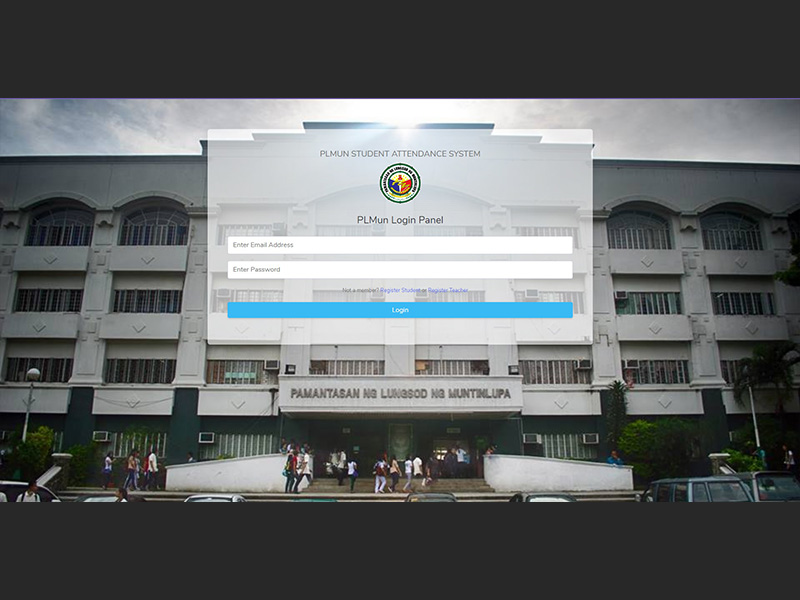 PLMUN STUDENT ATTENDANCE SYSTEM
PLMun Login Panel
Enter Email Address
Enter Password
Not a member? Register Student or Register Teacher
Login
PAMANTASAN NG LUNGSOD NG MUNTINLUPA